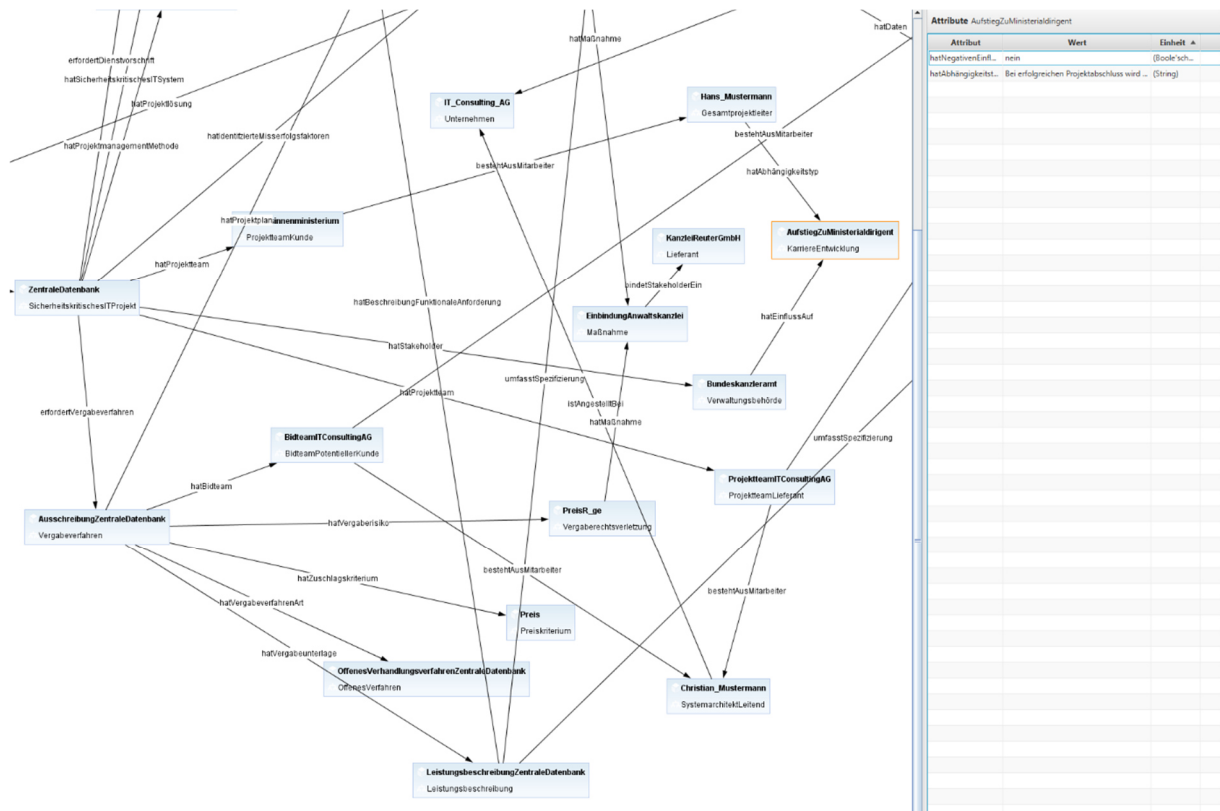 Attribute AufstiegZuMinisterialdirigent
Attribut Wert Einheit
hatNegativenEinfl... nein (Boole'sch...
hatAbhängigkeitst... Bei erfolgreichen Projektabschluss wird ... (String)
hatMaßnahme
hatDaten
erfordertDienstvorschrift
hatSicherheitskritischesITSystem
hatProjektlösung
IT_Consulting_AG
Unternehmen
Hans_Mustermann
Gesamtprojektleiter
hatIdentifizierteMisserfolgsfaktoren
bestehtAusMitarbeiter
hatProjektmanagementMethode
bestehtAusMitarbeiter
hatAbhängigkeitstyp
hatProjektplan
innenministerium
ProjektteamKunde
AufstiegZuMinisterialdirigent
KarriereEntwicklung
KanzleiReuterGmbH
Lieferant
hatProjektteam
ZentraleDatenbank
SicherheitskritischesITProjekt
bindetStakeholderEin
hatBeschreibungFunktionaleAnforderung
EinbindungAnwaltskanzlei
Maßnahme
hatEinflussAuf
hatStakeholder
umfasstSpezifizierung
Bundeskanzleramt
Verwaltungsbehörde
hatProjektteam
istAngestelltBei
erfordertVergabeverfahren
hatMaßnahme
BidteamITConsultingAG
BidteamPotentiellerKunde
umfasstSpezifizierung
ProjektteamITConsultingAG
ProjektteamLieferant
hatBidteam
AusschreibungZentraleDatenbank
Vergabeverfahren
hatVergaberisiko
PreisR_ge
Vergaberechtsverletzung
bestehtAusMitarbeiter
hatZuschlagskriterium
bestehtAusMitarbeiter
hatVergabeverfahrenArt
Preis
Preiskriterium
hatVergabeunterlage
OffenesVerhandlungsverfahrenZentraleDatenbank
OffenesVerfahren
Christian_Mustermann
SystemarchitektLeitend
LeistungsbeschreibungZentraleDatenbank
Leistungsbeschreibung